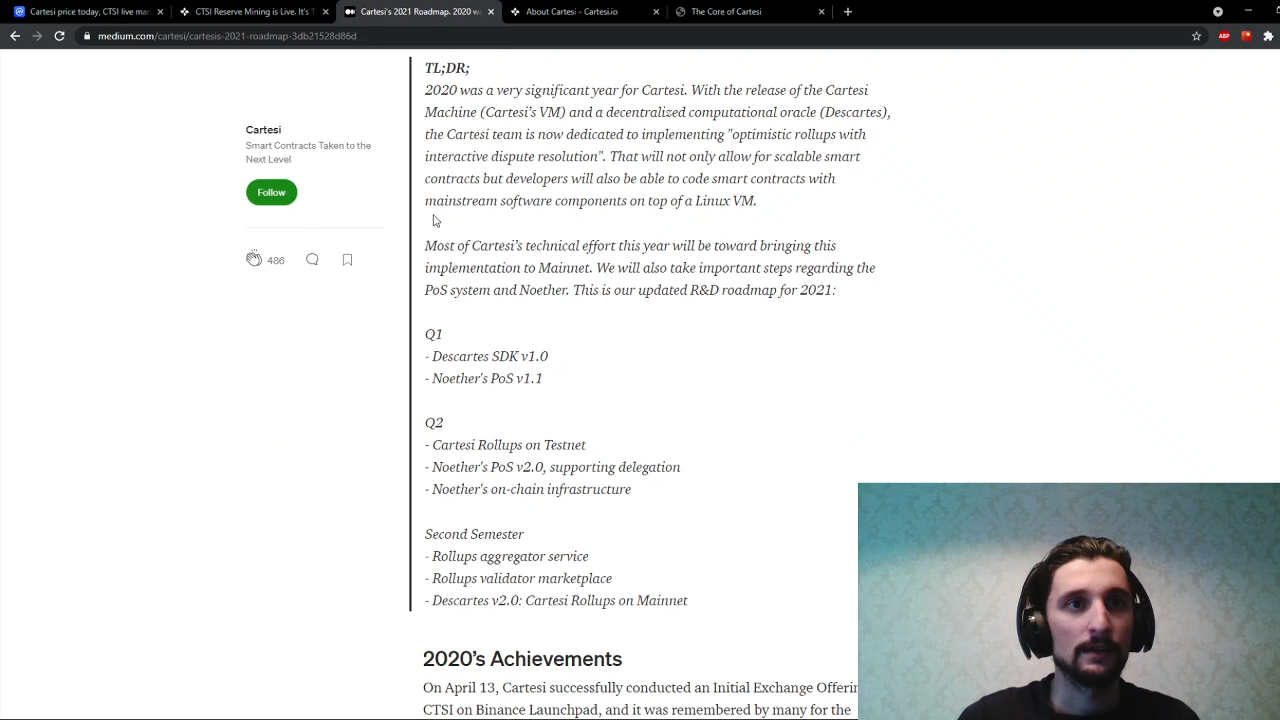 Cartesi price today, CTSI live mar
CTSI Reserve Mining is Live. It's T
Cartesi's 2021 Roadmap. 2020 wa
About Cartesi - Cartesi.io
The Core of Cartesi
medium.com/cartesi/cartesis-2021-roadmap-3db21528d86d
ABP
Cartesi
Smart Contracts Taken to the
Next Level
Follow
486
TL;DR;
2020 was a very significant year for Cartesi. With the release of the Cartesi
Machine (Cartesi's VM) and a decentralized computational oracle (Descartes),
the Cartesi team is now dedicated to implementing "optimistic rollups with
interactive dispute resolution". That will not only allow for scalable smart
contracts but developers will also be able to code smart contracts with
mainstream software components on top of a Linux VM.
Most of Cartesi's technical effort this year will be toward bringing this
implementation to Mainnet. We will also take important steps regarding the
PoS system and Noether. This is our updated R&D roadmap for 2021:
Q1
- Descartes SDK v1.0
- Noether's PoS v1.1
Q2
- Cartesi Rollups on Testnet
- Noether's PoS v2.0, supporting delegation
- Noether's on-chain infrastructure
Second Semester
- Rollups aggregator service
- Rollups validator marketplace
- Descartes v2.0: Cartesi Rollups on Mainnet
2020's Achievements
On April 13, Cartesi successfully conducted an Initial Exchange Offerin
CTSI on Binance Launchpad, and it was remembered by many for the